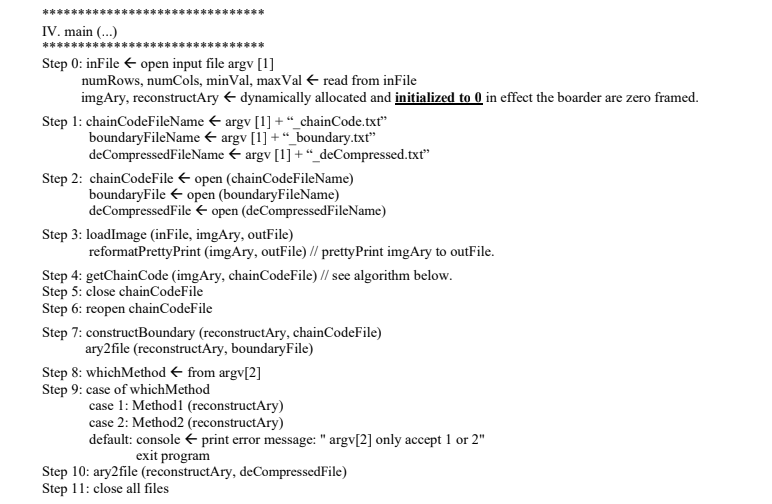 *******************************
IV. main (...)
*******************************
Step 0: inFile ← open input file argv [1]
numRows, numCols, minVal, maxVal ← read from inFile
imgAry, reconstructAry ← dynamically allocated and initialized to 0 in effect the boarder are zero framed.
Step 1: chainCodeFileName ← argv [1] + “_chainCode.txt”
boundaryFileName ← argv [1] + “_boundary.txt”
deCompressedFileName ← argv [1] + “_deCompressed.txt”
Step 2: chainCodeFile ← open (chainCodeFileName)
boundaryFile ← open (boundaryFileName)
deCompressedFile ← open (deCompressedFileName)
Step 3: loadImage (inFile, imgAry, outFile)
reformatPrettyPrint (imgAry, outFile) // prettyPrint imgAry to outFile.
Step 4: getChainCode (imgAry, chainCodeFile) // see algorithm below.
Step 5: close chainCodeFile
Step 6: reopen chainCodeFile
Step 7: constructBoundary (reconstructAry, chainCodeFile)
ary2file (reconstructAry, boundaryFile)
Step 8: whichMethod ← from argv[2]
Step 9: case of whichMethod
case 1: Method1 (reconstructAry)
case 2: Method2 (reconstructAry)
default: console ← print error message: " argv[2] only accept 1 or 2"
exit program
Step 10: ary2file (reconstructAry, deCompressedFile)
Step 11: close all files